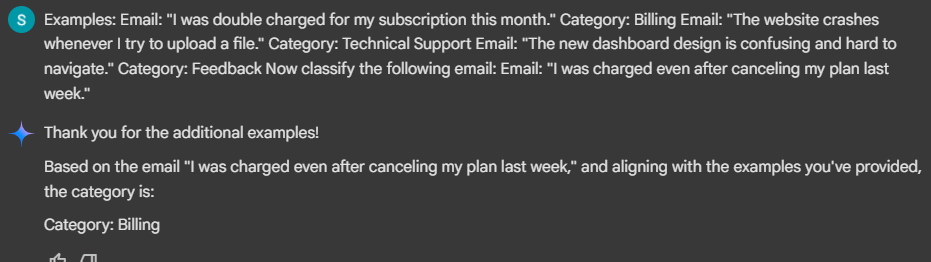 S
Examples: Email: "I was double charged for my subscription this month." Category: Billing Email: "The website crashes
whenever I try to upload a file." Category: Technical Support Email: "The new dashboard design is confusing and hard to
navigate." Category: Feedback Now classify the following email: Email: "I was charged even after canceling my plan last
week."
Thank you for the additional examples!
Based on the email "I was charged even after canceling my plan last week," and aligning with the examples you've provided,
the category is:
Category: Billing